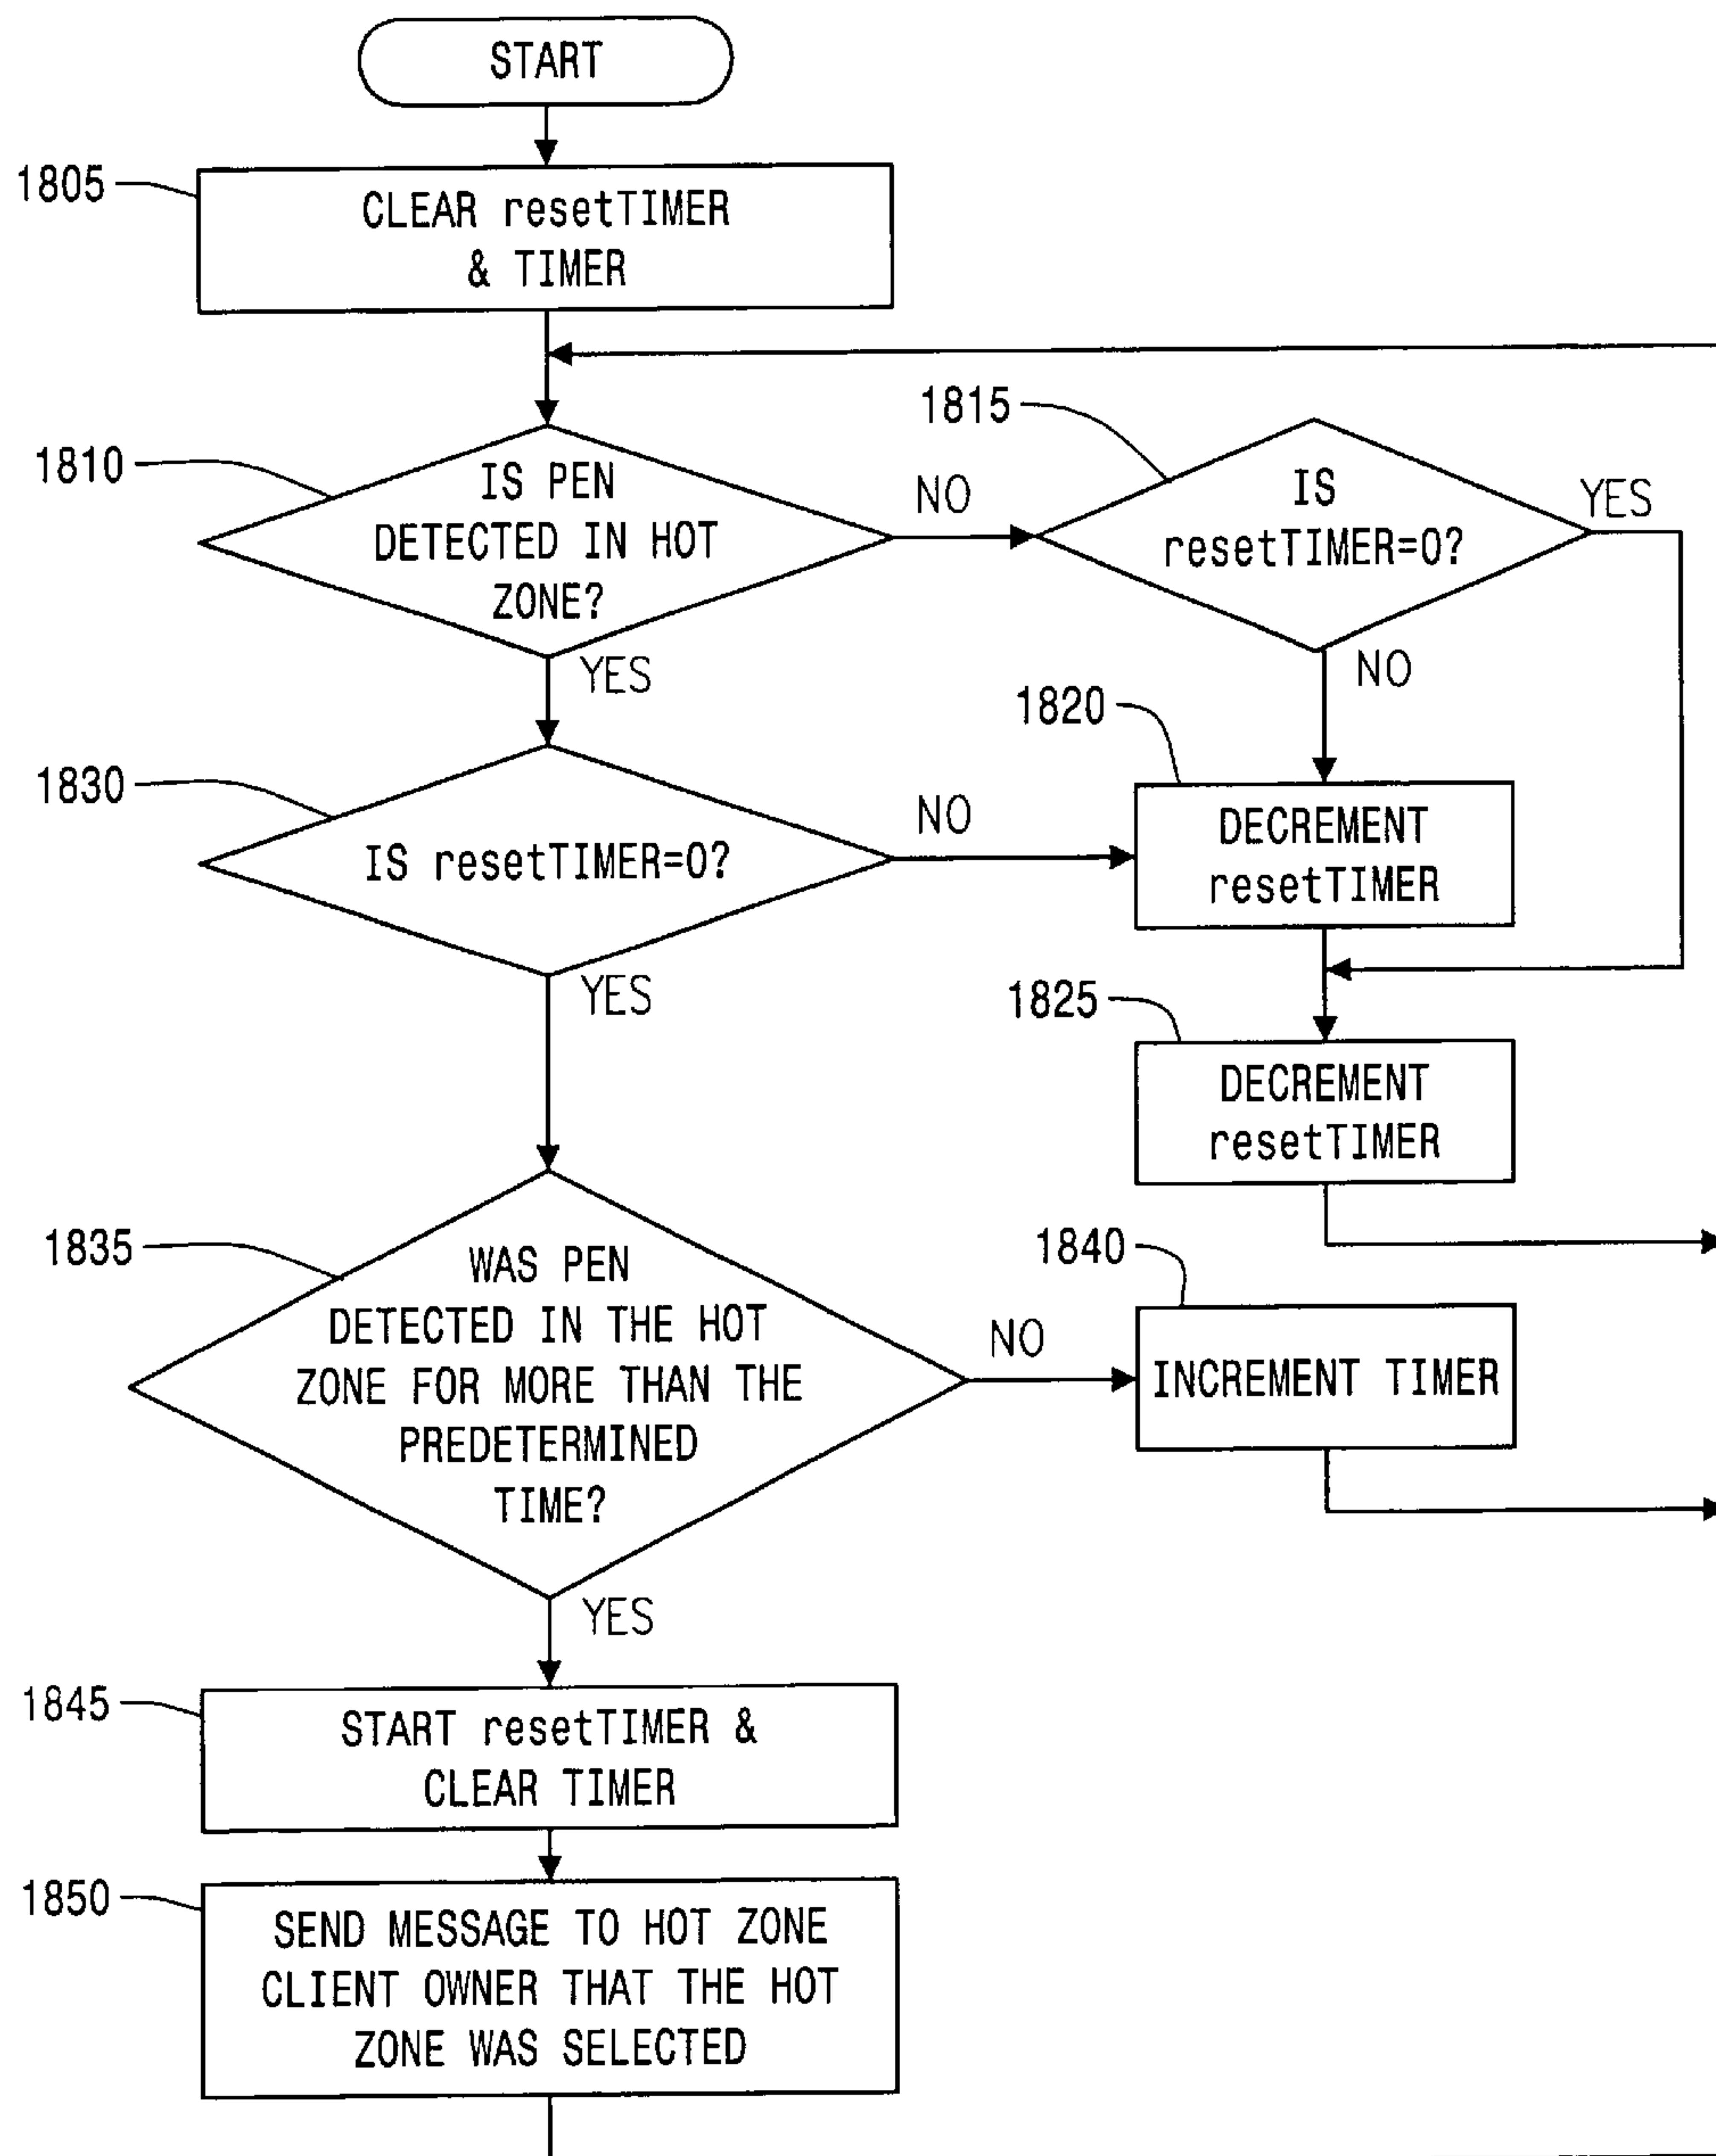 START
1805
CLEAR resetTIMER
& TIMER
1810
IS PEN
DETECTED IN HOT
ZONE?
NO
1815
IS
resetTIMER=0?
YES
YES
NO
1820
DECREMENT
resetTIMER
1830
IS resetTIMER=0?
NO
YES
1825
DECREMENT
resetTIMER
1835
WAS PEN
DETECTED IN THE HOT
ZONE FOR MORE THAN THE
PREDETERMINED
TIME?
NO
1840
INCREMENT TIMER
YES
1845
START resetTIMER &
CLEAR TIMER
1850
SEND MESSAGE TO HOT ZONE
CLIENT OWNER THAT THE HOT
ZONE WAS SELECTED